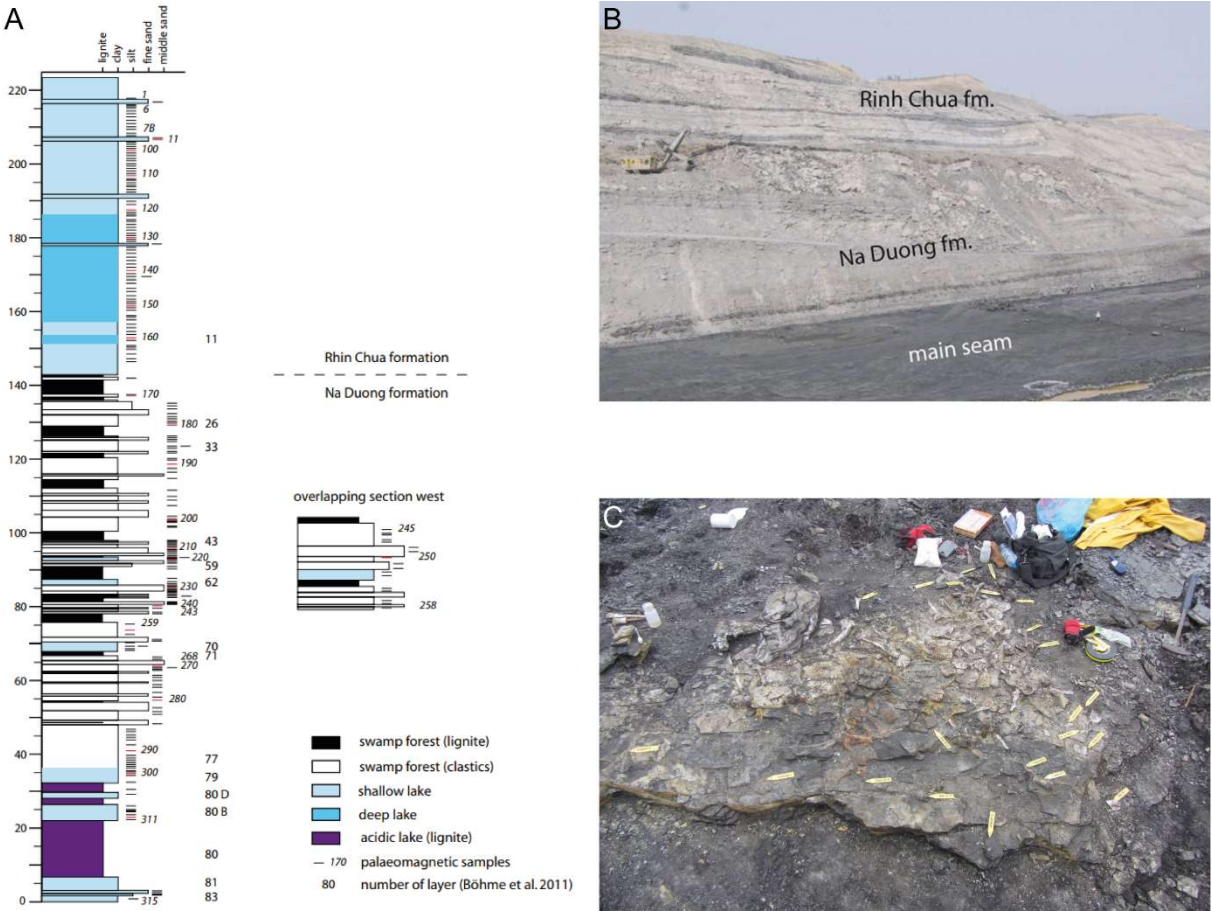 A
lignite
clay
silt
fine sand
middle sand
220
200
180
160
140
120
100
80
60
40
20
0
1
6
7B
11
100
110
120
130
140
150
160
170
180
190
200
210
220
230
240
243
259
268
270
280
290
300
311
315
11
26
33
43
59
62
70
71
77
79
80 D
80 B
80
81
83
Rhin Chua formation
Na Duong formation
overlapping section west
245
250
258
swamp forest (lignite)
swamp forest (clastics)
shallow lake
deep lake
acidic lake (lignite)
170 palaeomagnetic samples
80 number of layer (Böhme et al. 2011)
B
Rinh Chua fm.
Na Duong fm.
main seam
C